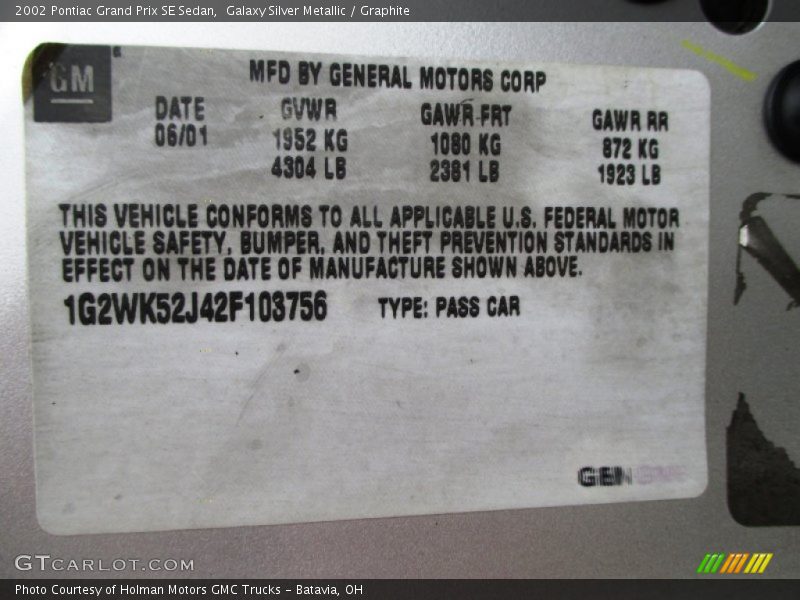 2002 Pontiac Grand Prix SE Sedan, Galaxy Silver Metallic / Graphite
GM
MFD BY GENERAL MOTORS CORP
DATE GVWR GAWR FRT GAWR RR
06/01 1952 KG 1080 KG 872 KG
4304 LB 2381 LB 1923 LB
THIS VEHICLE CONFORMS TO ALL APPLICABLE U.S. FEDERAL MOTOR
VEHICLE SAFETY, BUMPER, AND THEFT PREVENTION STANDARDS IN
EFFECT ON THE DATE OF MANUFACTURE SHOWN ABOVE.
1G2WK52J42F103756 TYPE: PASS CAR
GTCARLOT.COM
Photo Courtesy of Holman Motors GMC Trucks – Batavia, OH